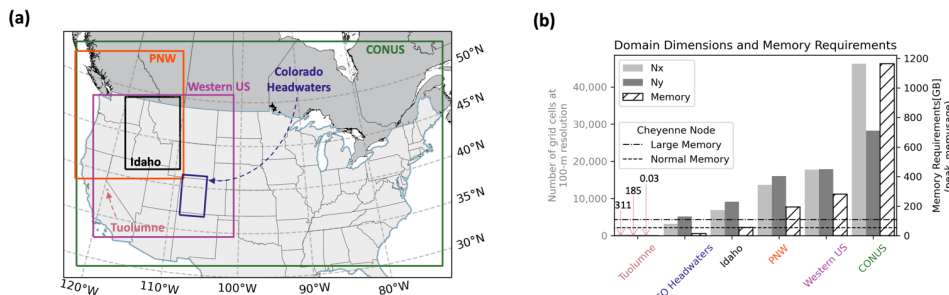 (a)
CONUS
PNW
Western US
Colorado
Headwaters
Idaho
Tuolumne
50°N
45°N
40°N
35°N
30°N
120°W
110°W
100°W
90°W
80°W
(b)
Domain Dimensions and Memory Requirements
Number of grid cells at
100-m resolution
40,000
30,000
20,000
10,000
0
Nx
Ny
Memory
Cheyenne Node
Large Memory
Normal Memory
311
185
0.03
Tuolumne
CO Headwaters
Idaho
PNW
Western US
CONUS
1200
1000
800
600
400
200
0
Memory Requirements[GB]
(peak_memusage)